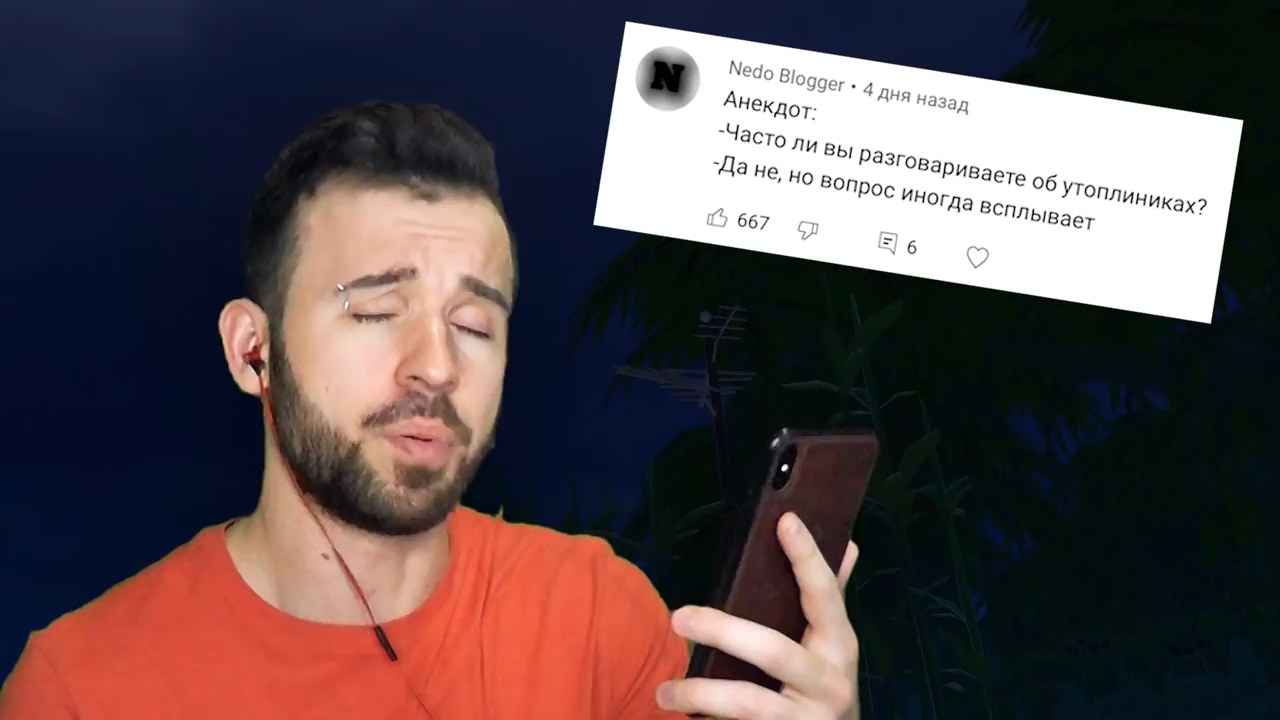 N
Nedo Blogger • 4 дня назад
Анекдот:
-Часто ли вы разговариваете об утоплиниках?
-Да не, но вопрос иногда всплывает
667
6